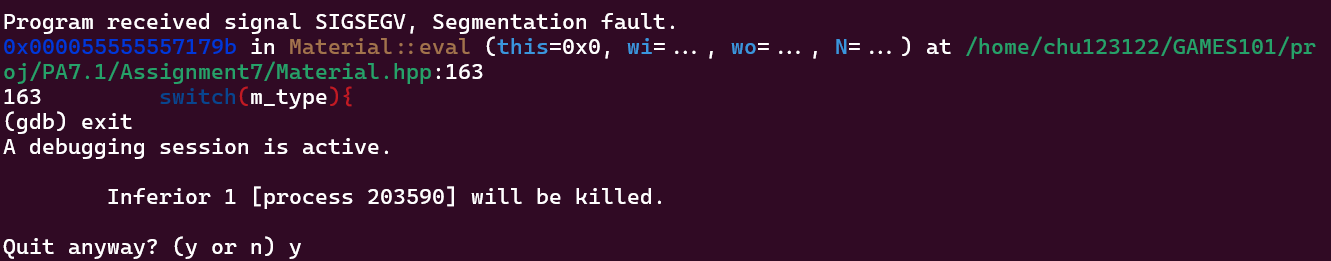 Program received signal SIGSEGV, Segmentation fault.
0x000055555557179b in Material::eval (this=0x0, wi=..., wo=..., N=...) at /home/chu123122/GAMES101/pr
oj/PA7.1/Assignment7/Material.hpp:163
163         switch(m_type){
(gdb) exit
A debugging session is active.
        Inferior 1 [process 203590] will be killed.
Quit anyway? (y or n) y